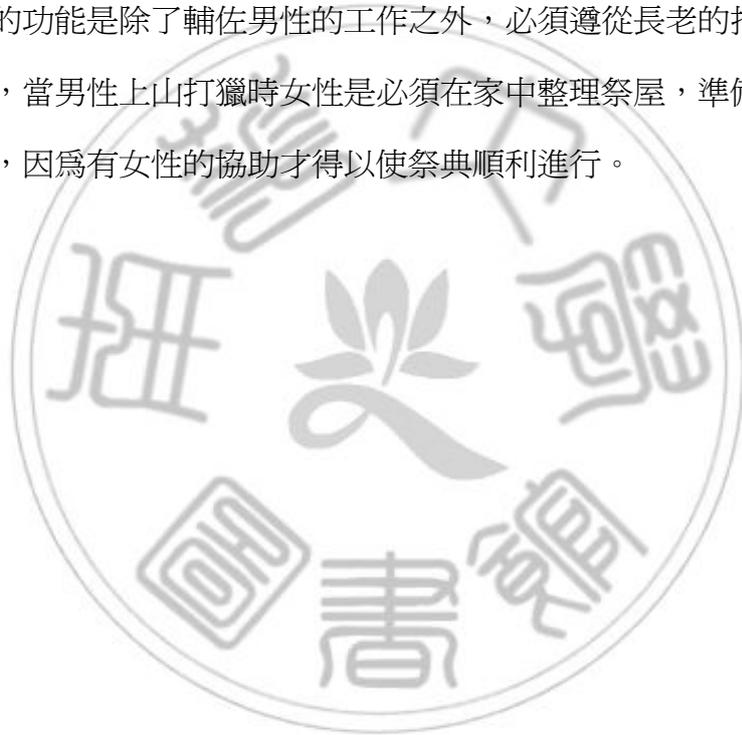 的功能是除了輔佐男性的工作之外，必須遵從長老的
，當男性上山打獵時女性是必須在家中整理祭屋，準
，因爲有女性的協助才得以使祭典順利進行。
書